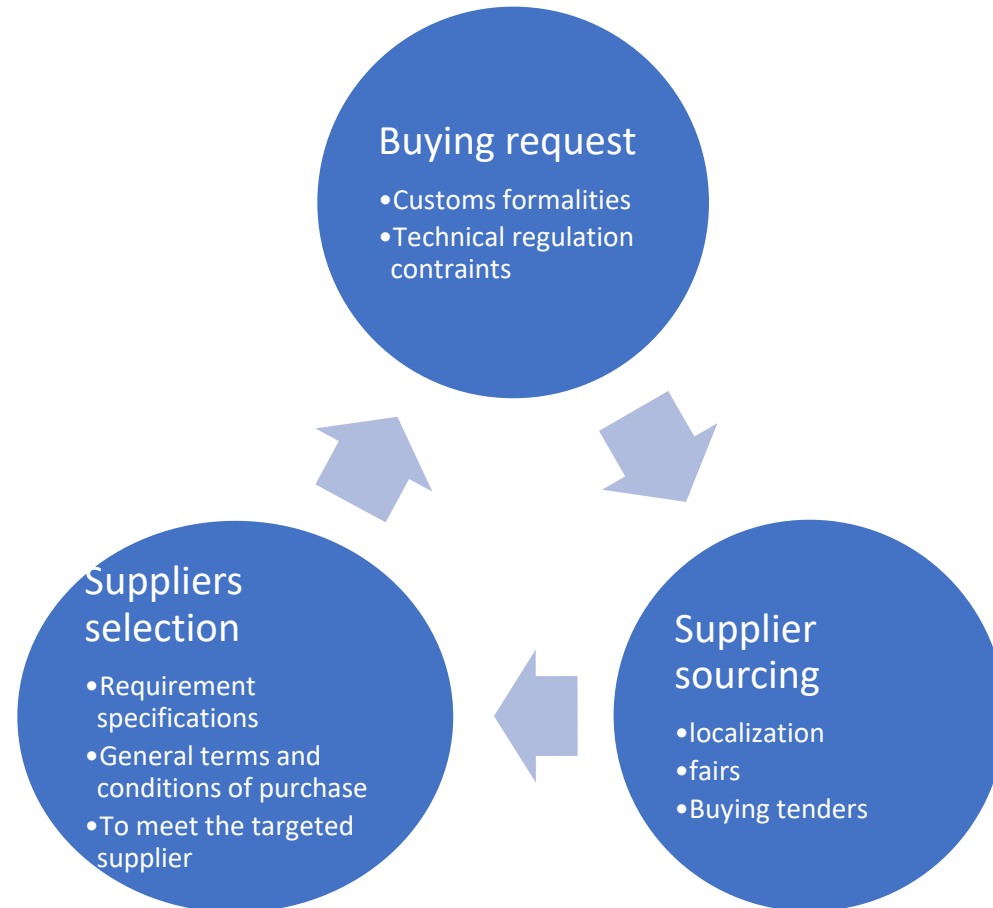 Buying request
•Customs formalities
•Technical regulation
contraints
Supplier
sourcing
•localization
•fairs
•Buying tenders
Suppliers
selection
•Requirement
specifications
•General terms and
conditions of purchase
•To meet the targeted
supplier